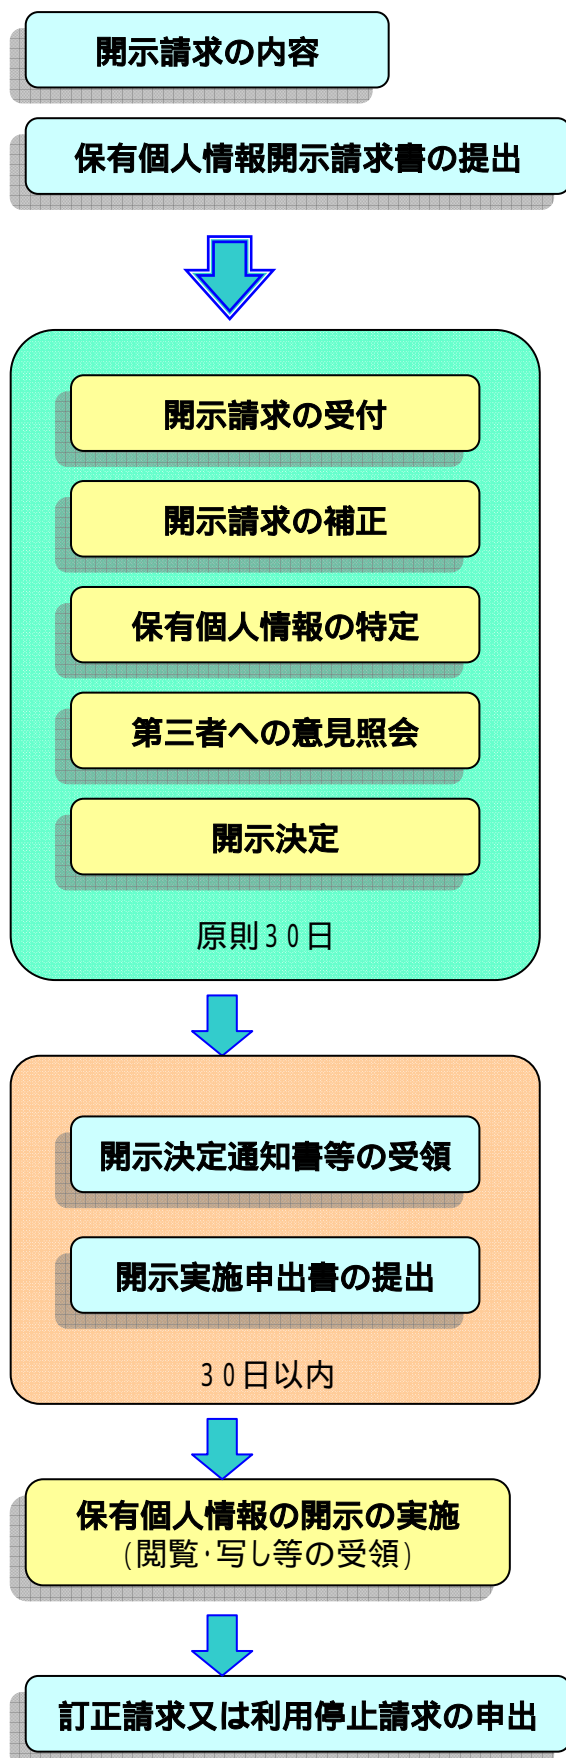 開示請求の内容
保有個人情報開示請求書の提出
開示請求の受付
開示請求の補正
保有個人情報の特定
第三者への意見照会
開示決定
原則30日
開示決定通知書等の受領
開示実施申出書の提出
30日以内
保有個人情報の開示の実施
(閲覧・写し等の受領)
訂正請求又は利用停止請求の申出